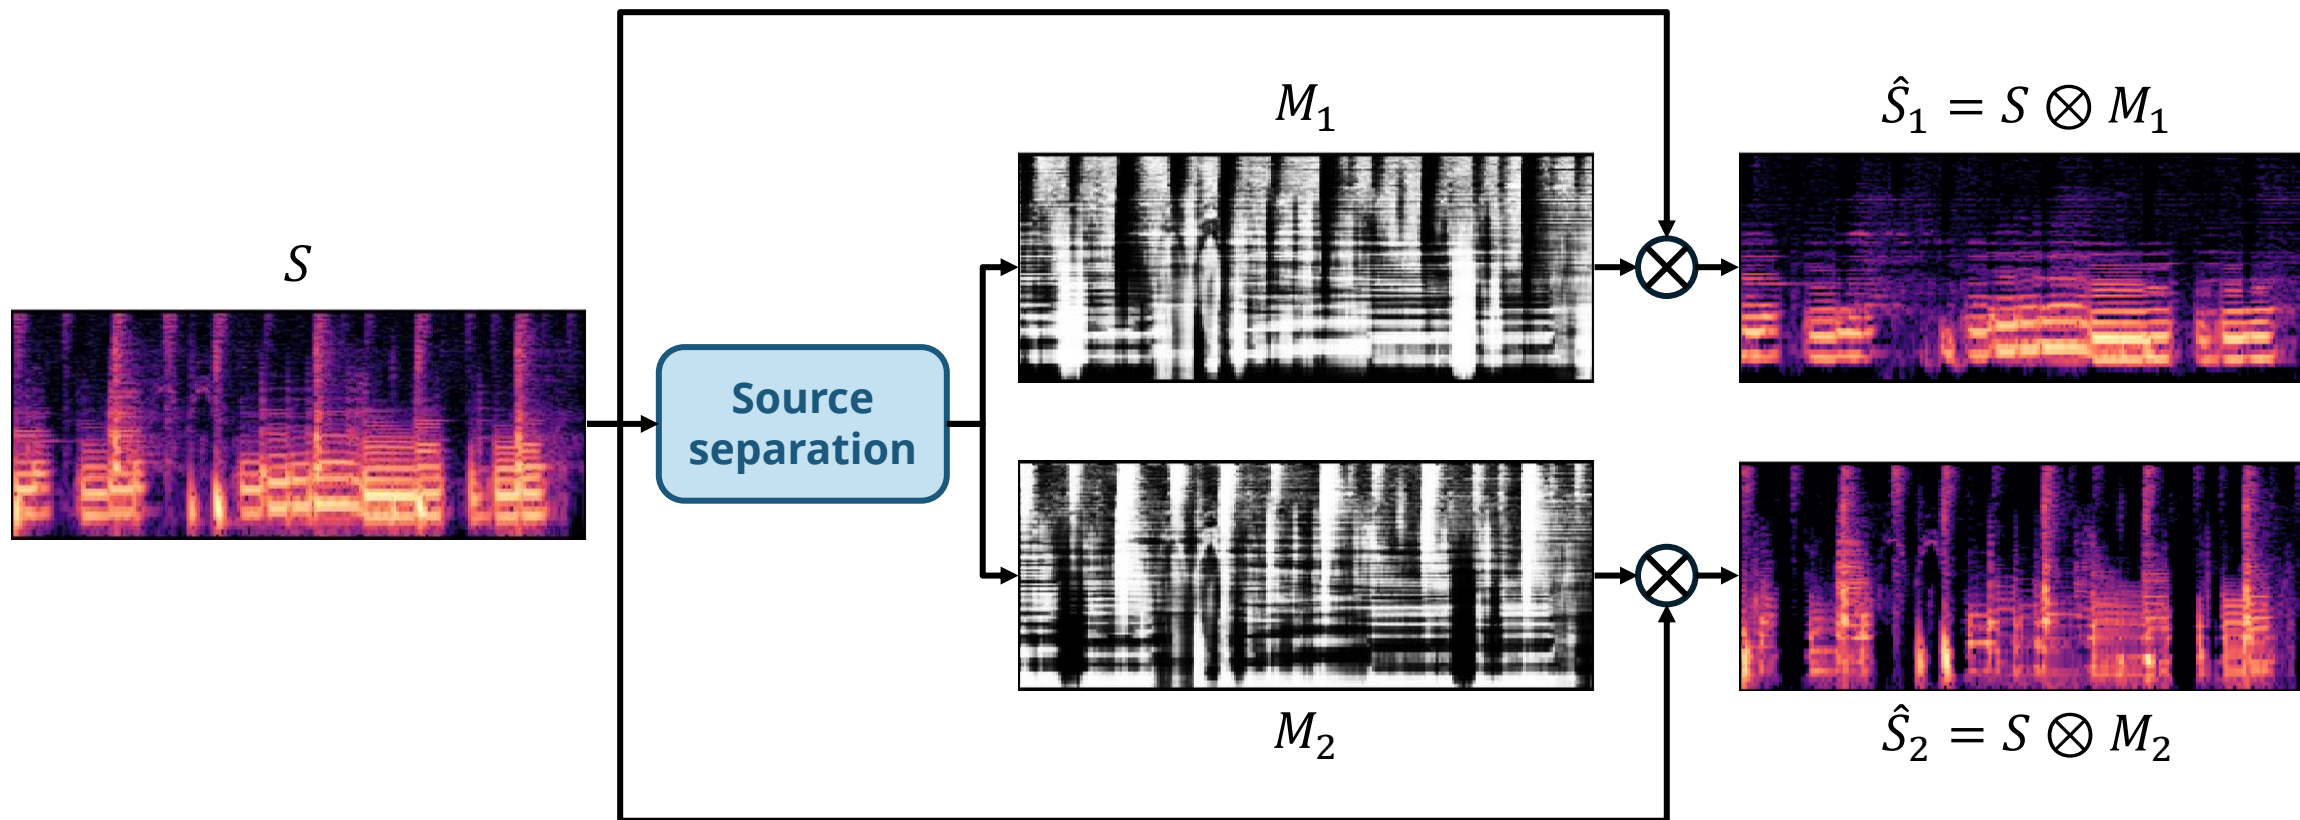 S
Source
separation
M₁
M₂
Ŝ₁ = S ⊗ M₁
Ŝ₂ = S ⊗ M₂